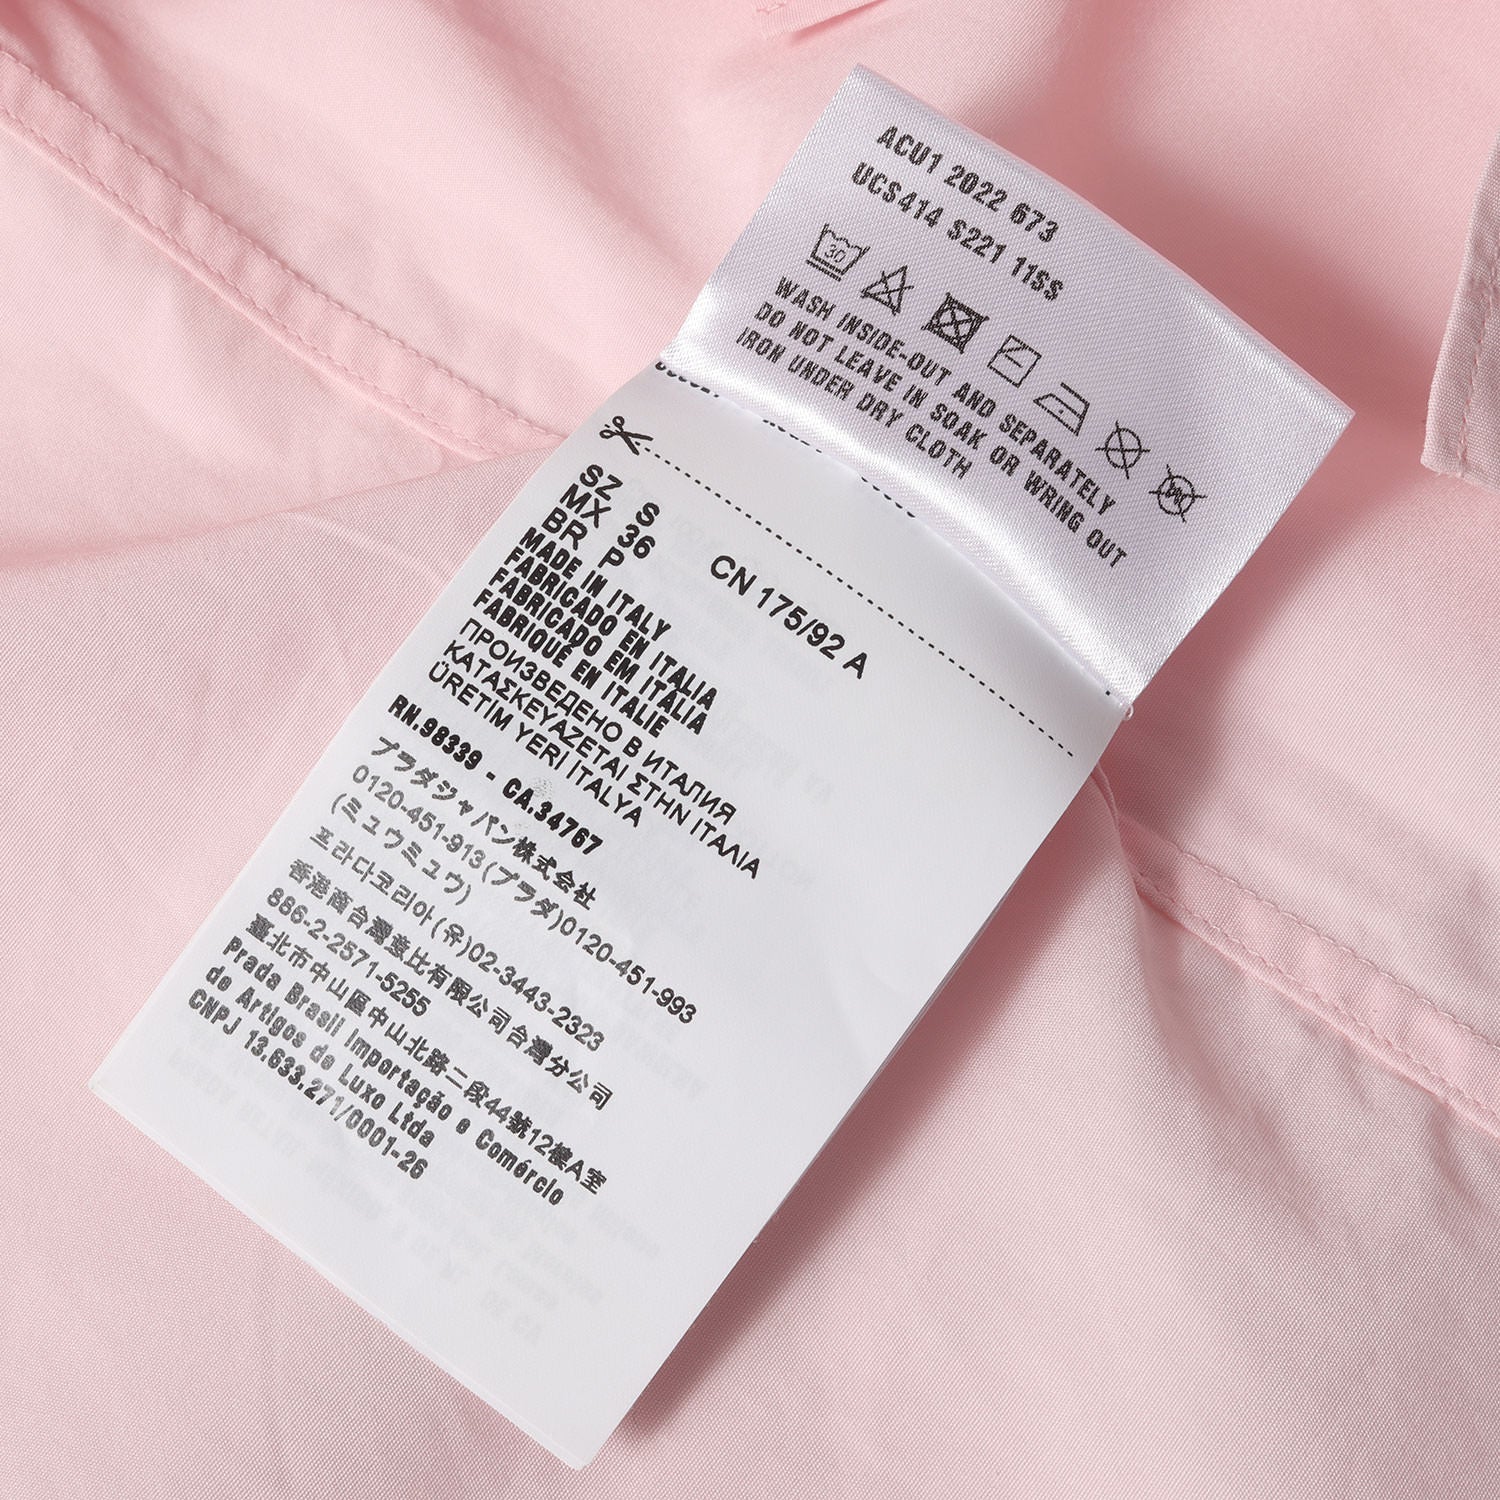 ACU1 2022 673
UCS414 S221 11SS
30
WASH INSIDE-OUT AND SEPARATELY
DO NOT LEAVE IN SOAK OR WRING OUT
IRON UNDER DRY CLOTH
SZ S
MX 36 CN 175/92 A
BR P
MADE IN ITALY
FABRICADO EN ITALIA
FABRICADO EM ITÁLIA
FABRIQUÉ EN ITALIE
ПРОИЗВЕДЕНО В ИТАЛИЯ
ΚΑΤΑΣΚΕΥΑΖΕΤΑΙ ΣΤΗΝ ΙΤΑΛΙΑ
ÜRETİM YERİ İTALYA
RN.98339 - CA.34767
プラダジャパン株式会社
0120-451-913(プラダ)0120-451-993
(ミュウミュウ)
프라다코리아(유)02-3443-2323
香港商台灣意比有限公司台灣分公司
886-2-2571-5255
臺北市中山區中山北路二段44號12樓A室
Prada Brasil Importação e Comércio
de Artigos de Luxo Ltda
CNPJ 13.633.271/0001-26